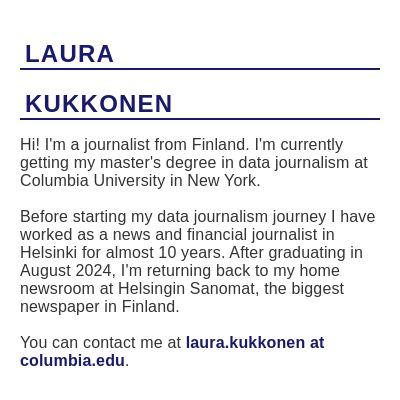 LAURA
KUKKONEN
Hi! I'm a journalist from Finland. I'm currently
getting my master's degree in data journalism at
Columbia University in New York.
Before starting my data journalism journey I have
worked as a news and financial journalist in
Helsinki for almost 10 years. After graduating in
August 2024, I'm returning back to my home
newsroom at Helsingin Sanomat, the biggest
newspaper in Finland.
You can contact me at laura.kukkonen at
columbia.edu.